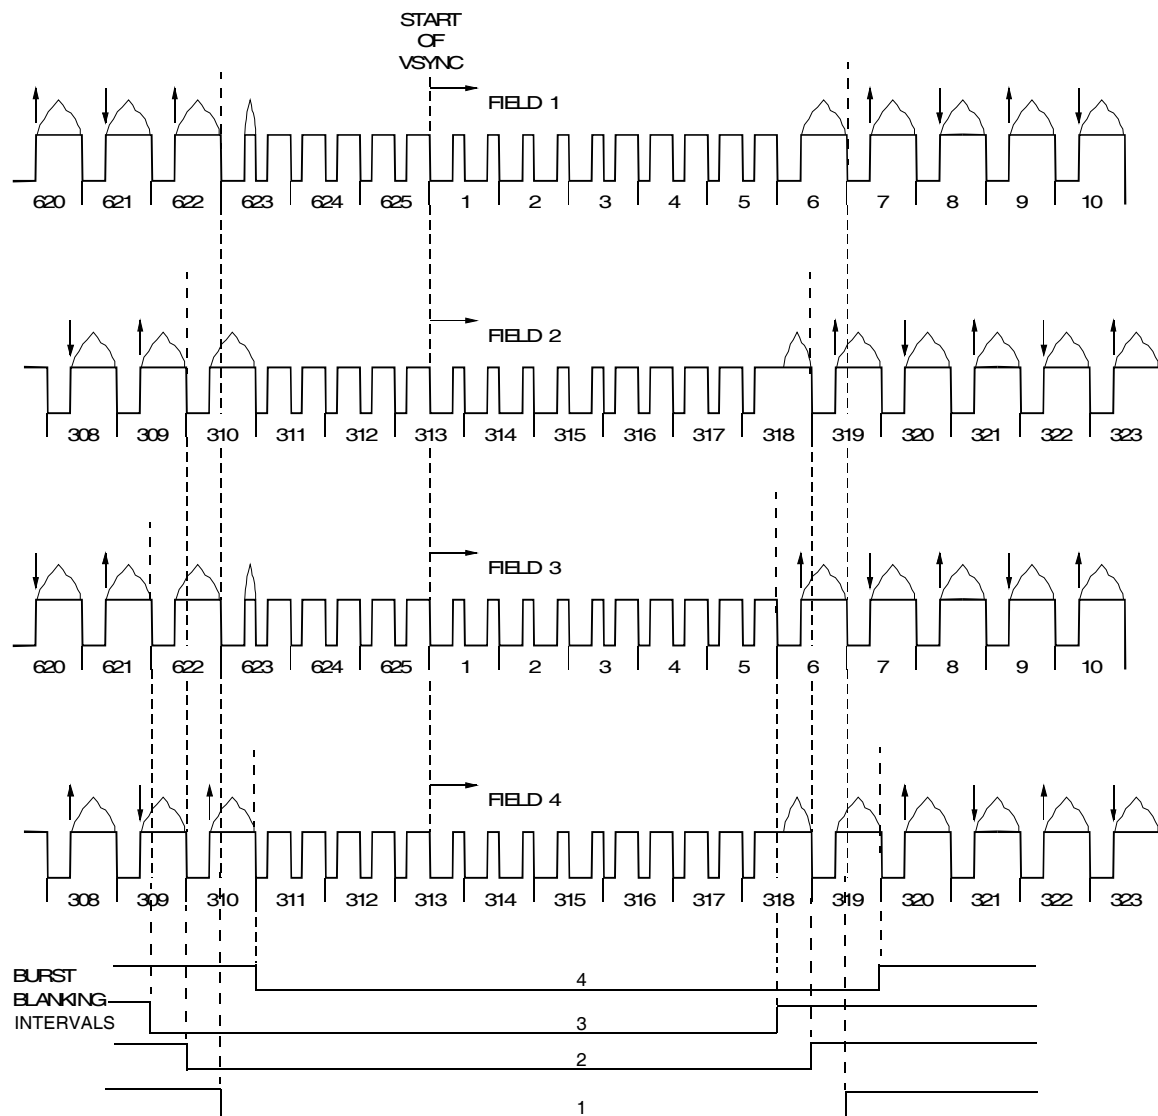 START
OF
VSYNC
FIELD 1
620 621 622 623 624 625 1 2 3 4 5 6 7 8 9 10
FIELD 2
308 309 310 311 312 313 314 315 316 317 318 319 320 321 322 323
FIELD 3
620 621 622 623 624 625 1 2 3 4 5 6 7 8 9 10
FIELD 4
308 309 310 311 312 313 314 315 316 317 318 319 320 321 322 323
BURST
BLANKING
INTERVALS
4
3
2
1